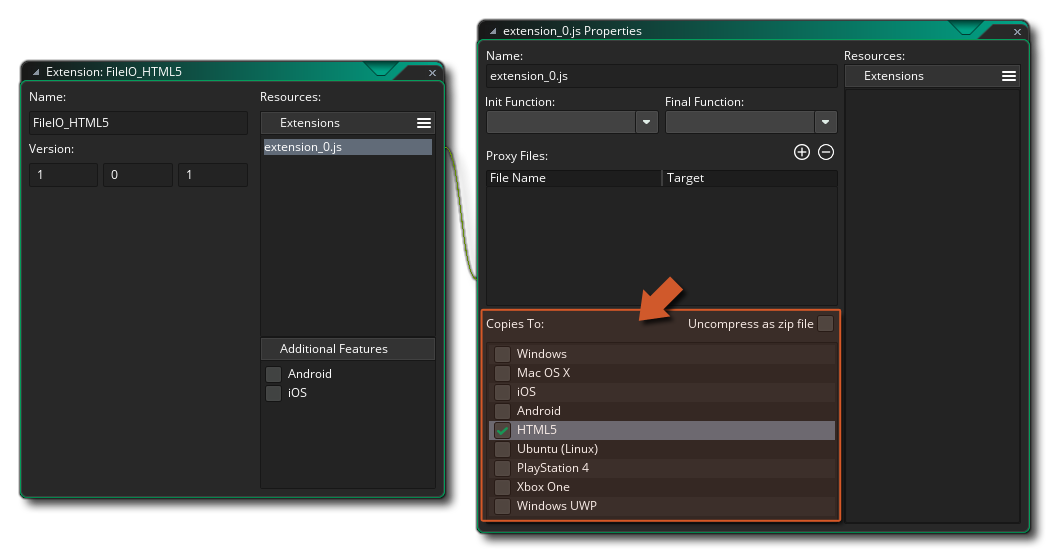 Extension: FileIO_HTML5
Name:
FileIO_HTML5
Version:
1 0 1
Resources:
Extensions
extension_0.js
Additional Features
Android
iOS
extension_0.js Properties
Name:
extension_0.js
Init Function:
Final Function:
Proxy Files:
File Name Target
Copies To: Uncompress as zip file
Windows
Mac OS X
iOS
Android
HTML5
Ubuntu (Linux)
PlayStation 4
Xbox One
Windows UWP
Resources:
Extensions